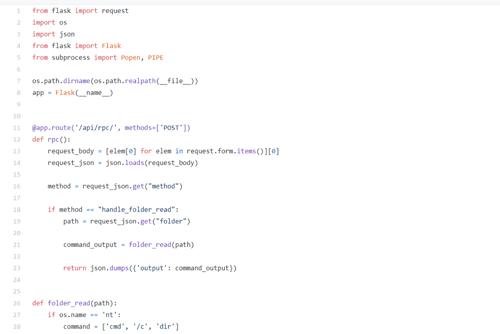 1 from flask import request
2 import os
3 import json
4 from flask import Flask
5 from subprocess import Popen, PIPE
6
7 os.path.dirname(os.path.realpath(__file__))
8 app = Flask(__name__)
9
10
11 @app.route('/api/rpc/', methods=['POST'])
12 def rpc():
13     request_body = [elem[0] for elem in request.form.items()][0]
14     request_json = json.loads(request_body)
15
16     method = request_json.get("method")
17
18     if method == "handle_folder_read":
19         path = request_json.get("folder")
20
21         command_output = folder_read(path)
22
23         return json.dumps({'output': command_output})
24
25
26 def folder_read(path):
27     if os.name == 'nt':
28         command = ['cmd', '/c', 'dir']